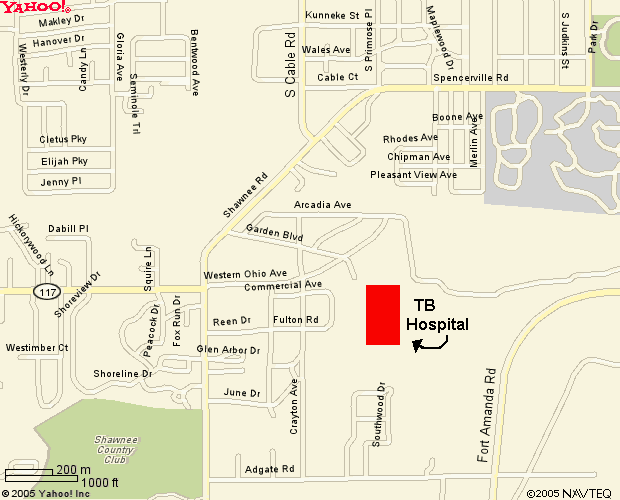 YAHOO!
Makley Dr
Hanover Dr
Westerly Dr
Candy Ln
Gloria Ave
Seminole Trl
Bentwood Ave
Kunneke St
S Primrose Pl
Maplewood Dr
S Judkins St
Park Dr
S Cable Rd
Wales Ave
Cable Ct
Spencerville Rd
Boone Ave
Merlin Ave
Rhodes Ave
Chipman Ave
Pleasant View Ave
Cletus Pky
Elijah Pky
Jenny Pl
Shawnee Rd
Arcadia Ave
Garden Blvd
Hickorywood Ln
Dabill Pl
Shoreview Dr
Squire Ln
Western Ohio Ave
Commercial Ave
117
Peacock Dr
Fox Run Dr
Reen Dr
Fulton Rd
TB
Hospital
Westimber Ct
Glen Arbor Dr
Shoreline Dr
June Dr
Crayton Ave
Southwood Dr
Fort Amanda Rd
Shawnee
Country
Club
Adgate Rd
200 m
1000 ft
© 2005 Yahoo! Inc
©2005 NAVTEQ